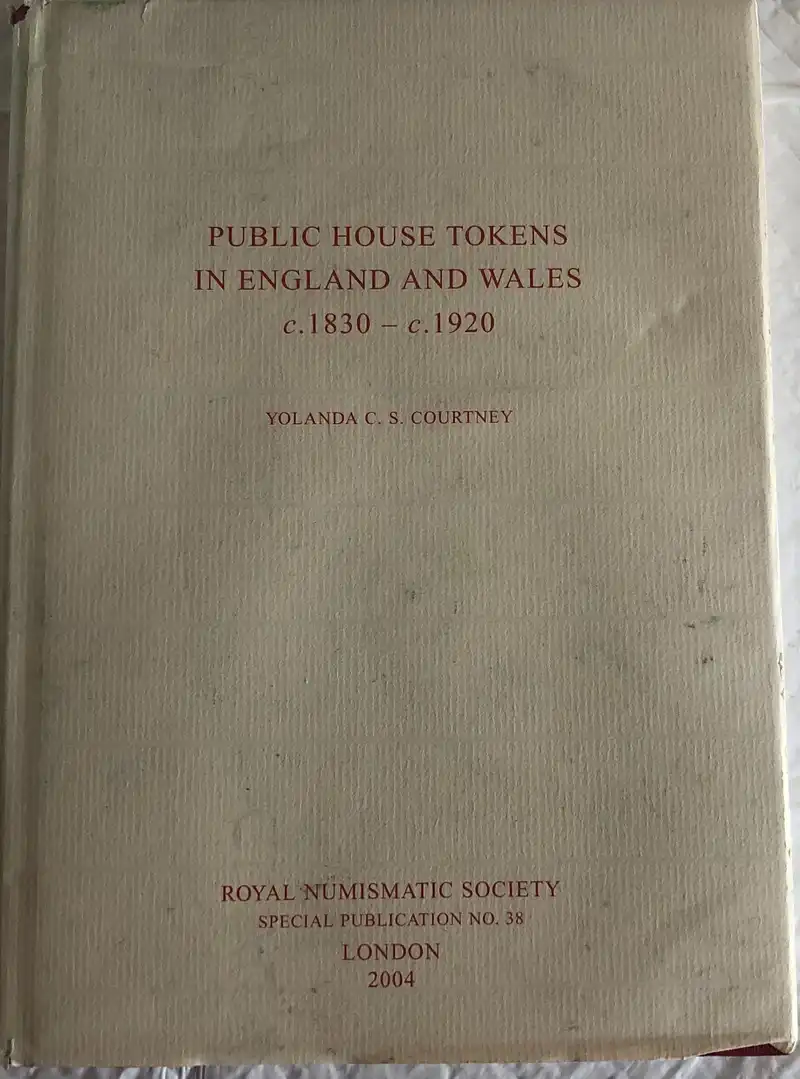 PUBLIC HOUSE TOKENS
IN ENGLAND AND WALES
c.1830 – c.1920
YOLANDA C. S. COURTNEY
ROYAL NUMISMATIC SOCIETY
SPECIAL PUBLICATION NO. 38
LONDON
2004